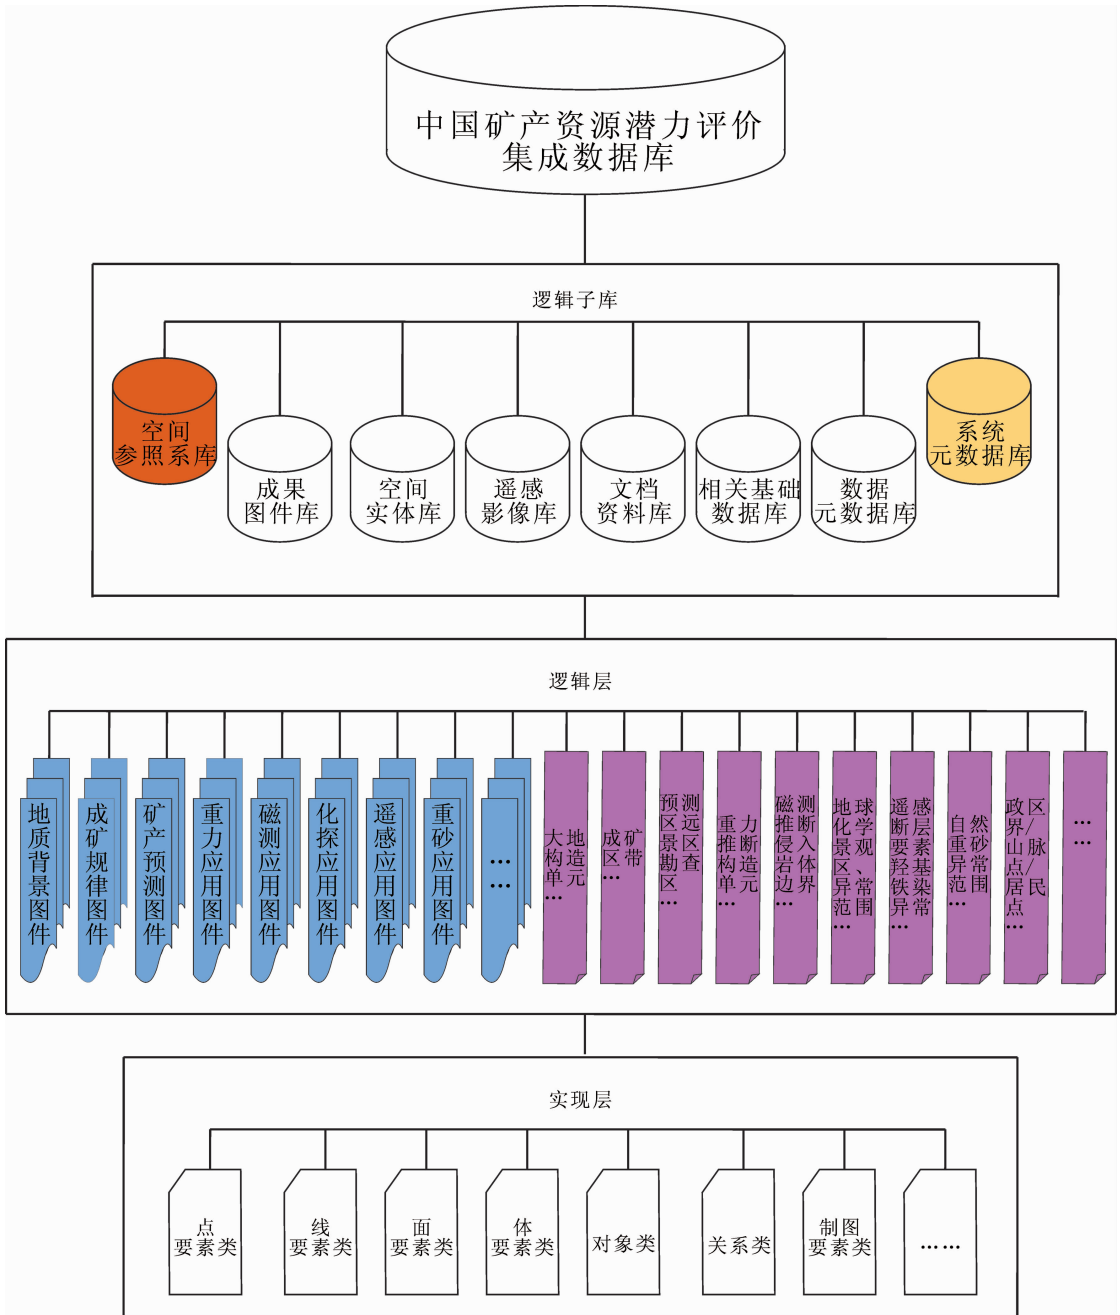 中国矿产资源潜力评价
集成数据库
逻辑子库
空间
参照系库
成果
图件库
空间
实体库
遥感
影像库
文档
资料库
相关基础
数据库
数据
元数据库
系统
元数据库
逻辑层
地质背景图件
成矿规律图件
矿产预测图件
重力应用图件
磁测应用图件
化探应用图件
遥感应用图件
重砂应用图件
……
大地
构造
单元
…
成矿
区带
…
预测
区远
景区
勘查
区
…
重力
推断
构造
单元
…
磁测
推断
侵入
岩体
边界
…
地球
化学
景观
区、
异常
范围
…
遥感
断层
要素
羟基
铁染
异常
…
自然
重砂
异常
范围
…
政区
界/
山脉
点/
居民
点
…
……
实现层
点
要素类
线
要素类
面
要素类
体
要素类
对象类
关系类
制图
要素类
……